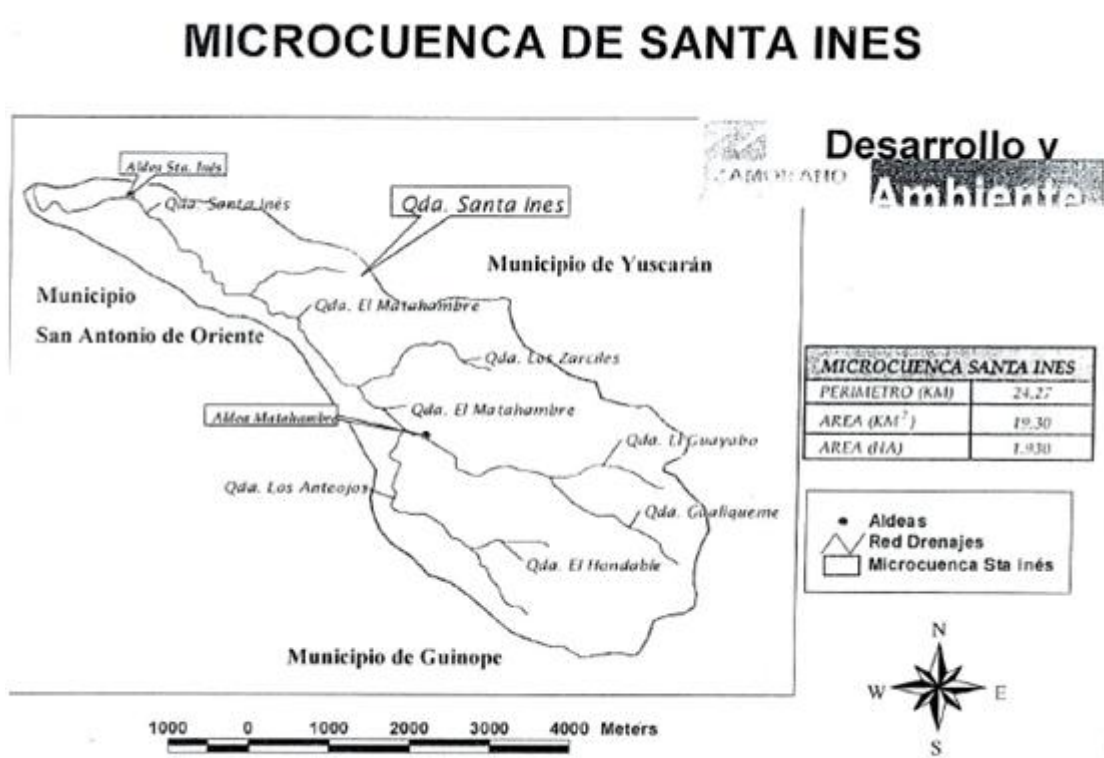 MICROCUENCA DE SANTA INES
Desarrollo y
ZAMORANO
Ambiente
Aldea Sta. Inés
Qda. Santa Inés
Qda. Santa Ines
Municipio de Yuscarán
Municipio
San Antonio de Oriente
Qda. El Matahambre
Qda. Los Zarciles
Qda. El Matahambre
Aldea Matahambre
Qda. El Guayabo
Qda. Los Anteojos
Qda. Gualiqueme
Qda. El Hondable
Municipio de Guinope
MICROCUENCA SANTA INES
PERIMETRO (KM) 24.27
AREA (KM²) 19.30
AREA (HA) 1.930
Aldeas
Red Drenajes
Microcuenca Sta Inés
N
W E
S
1000 0 1000 2000 3000 4000 Meters